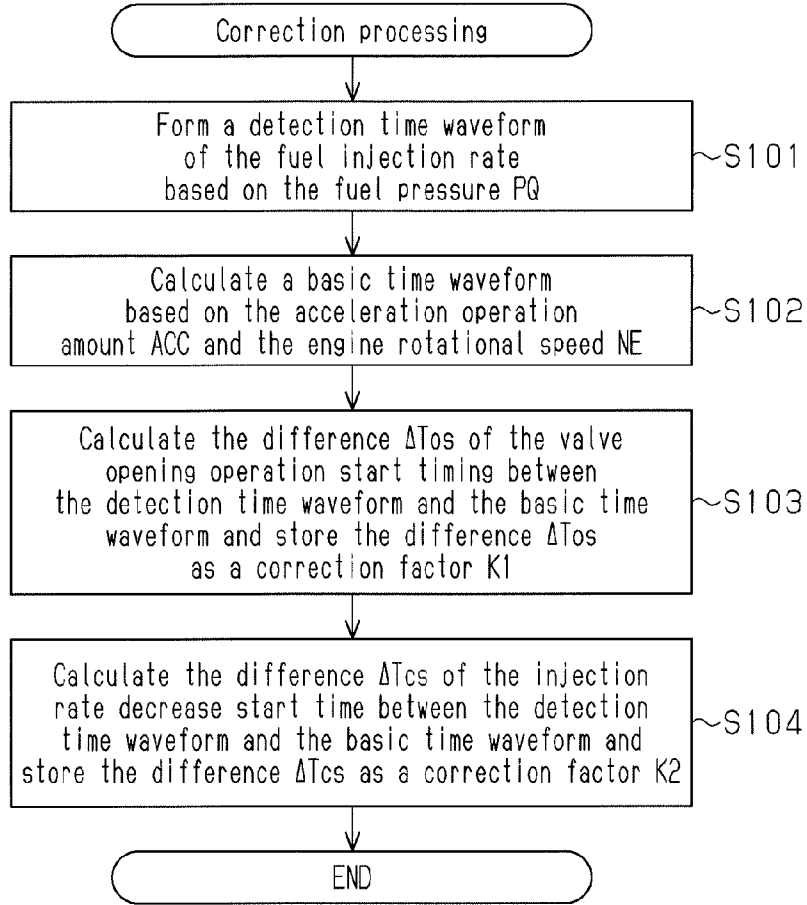 Correction processing
Form a detection time waveform
of the fuel injection rate
based on the fuel pressure PQ
~S101
Calculate a basic time waveform
based on the acceleration operation
amount ACC and the engine rotational speed NE
~S102
Calculate the difference ΔTos of the valve
opening operation start timing between
the detection time waveform and the basic time
waveform and store the difference ΔTos
as a correction factor K1
~S103
Calculate the difference ΔTcs of the injection
rate decrease start time between the detection
time waveform and the basic time waveform and
store the difference ΔTcs as a correction factor K2
~S104
END